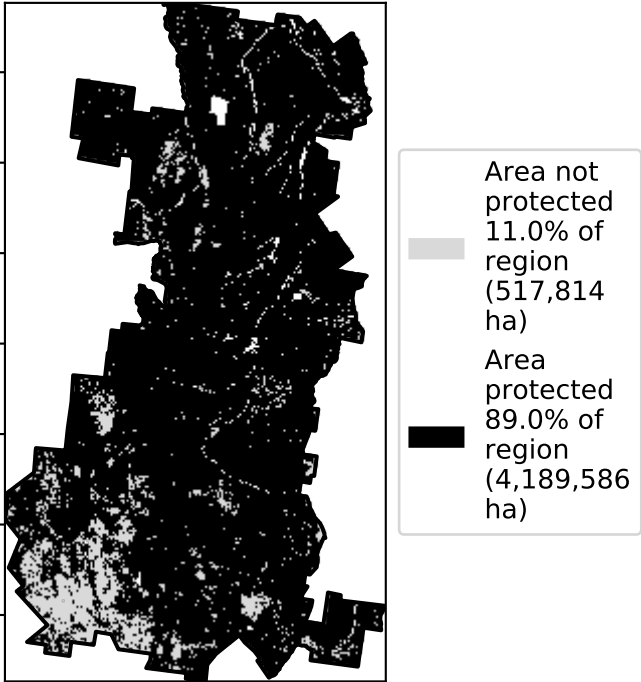 Area not
protected
11.0% of
region
(517,814
ha)
Area
protected
89.0% of
region
(4,189,586
ha)